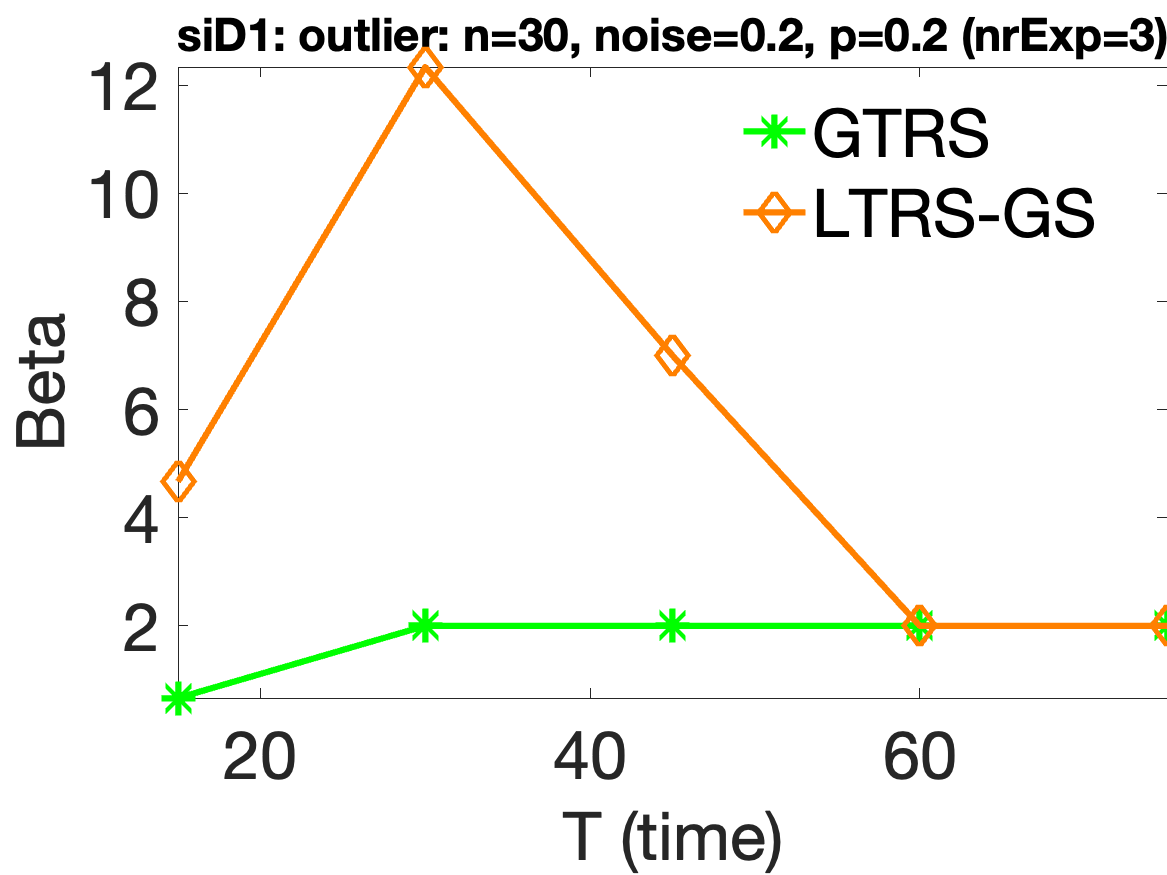 siD1: outlier: n=30, noise=0.2, p=0.2 (nrExp=3)
12
10
8
6
4
2
Beta
GTRS
LTRS-GS
20 40 60
T (time)